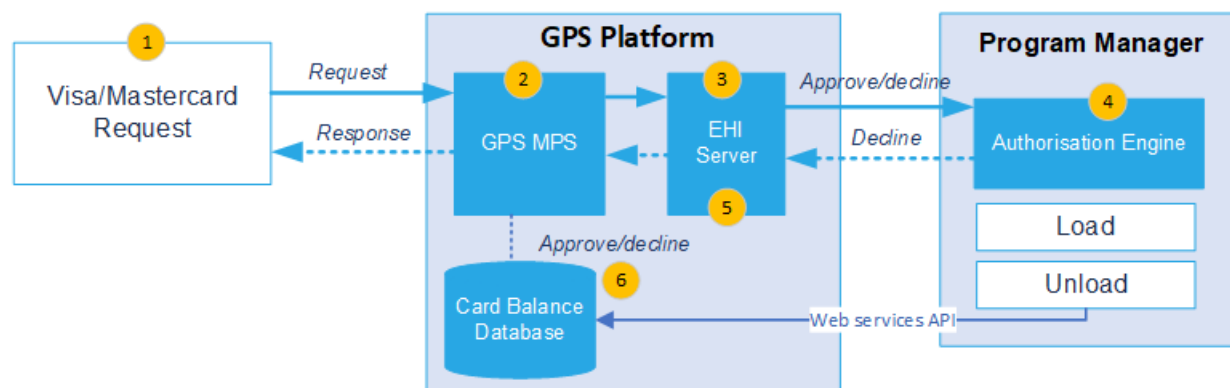 1
Visa/Mastercard
Request
Request
Response
GPS Platform
2
GPS MPS
3
EHI
Server
5
Approve/decline
6
Card Balance
Database
Approve/decline
Decline
Program Manager
4
Authorisation Engine
Load
Unload
Web services API